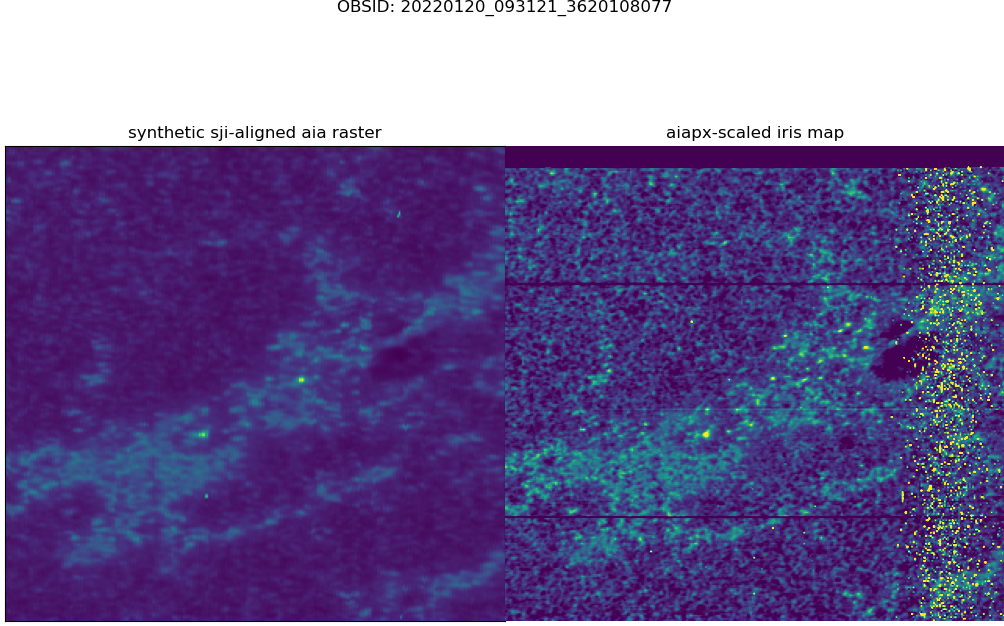 OBSID: 20220120_093121_3620108077
synthetic sji-aligned aia raster
aiapx-scaled iris map